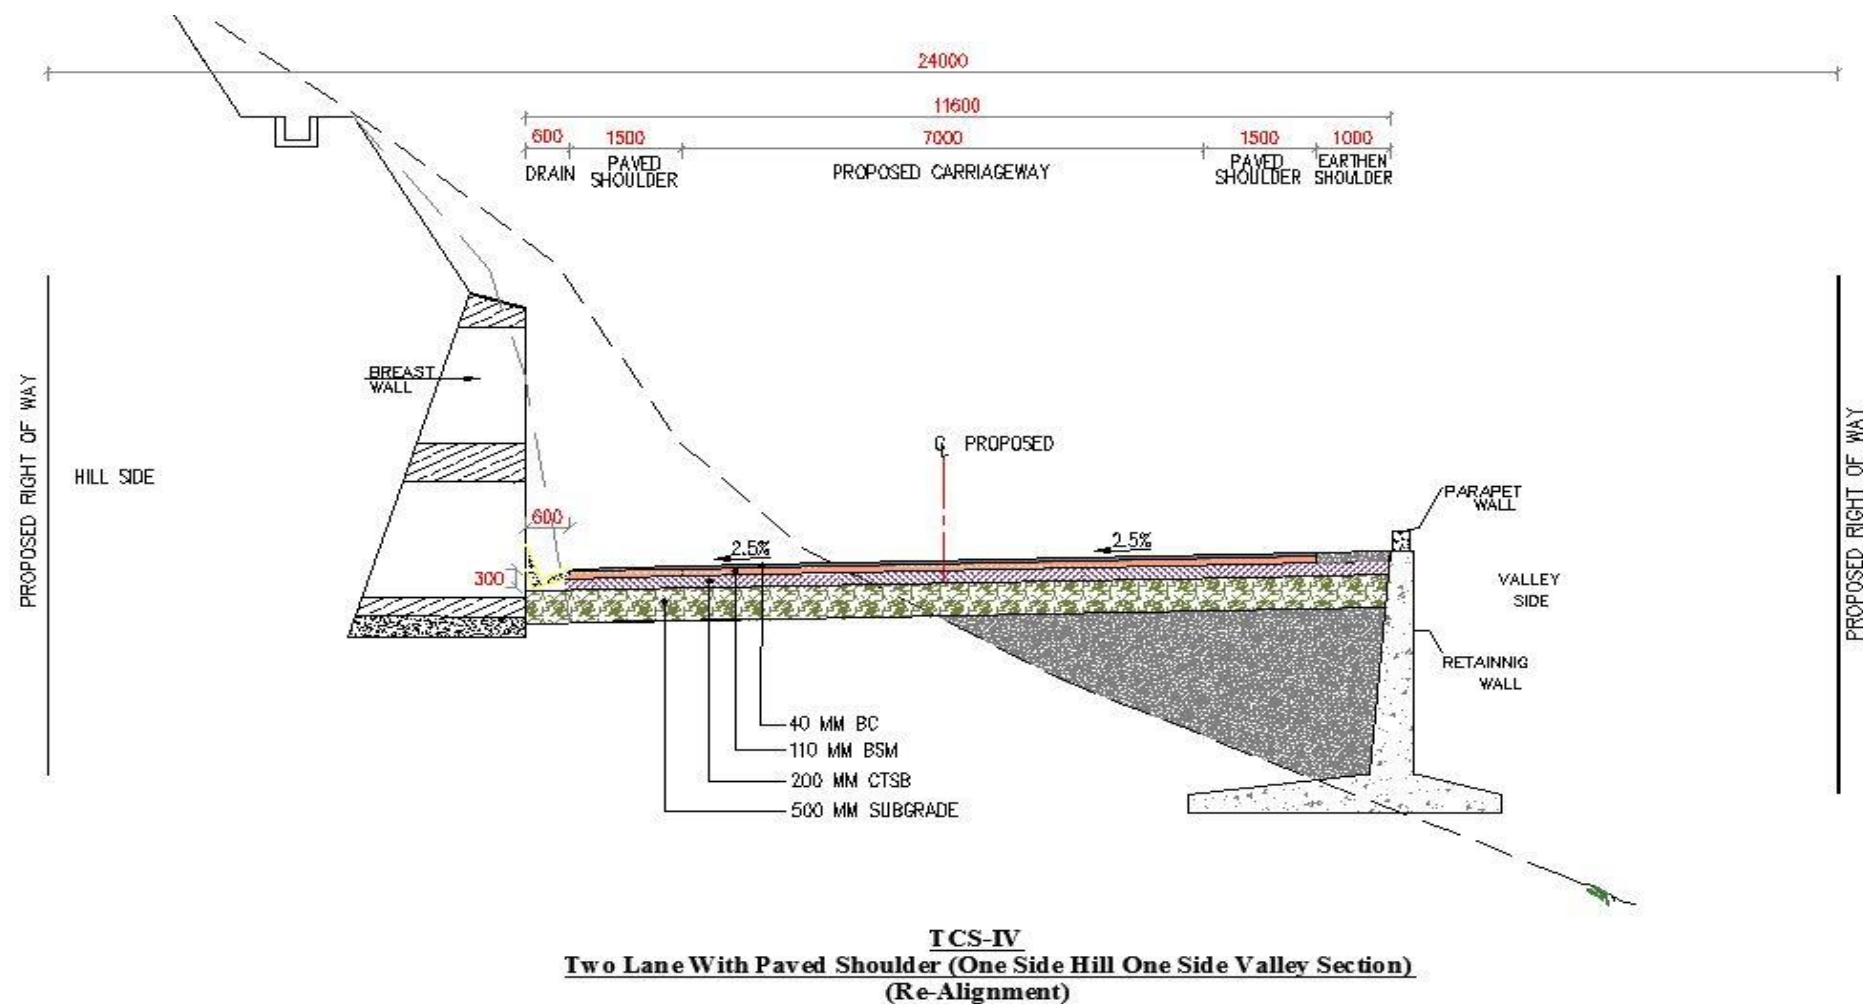 24000
11600
600 1500 7000 1500 1000
DRAIN PAVED SHOULDER PROPOSED CARRIAGEWAY PAVED SHOULDER EARTHEN SHOULDER
PROPOSED RIGHT OF WAY
HILL SIDE
BREAST
WALL
℄ PROPOSED
600
300
2.5%
2.5%
PARAPET
WALL
VALLEY
SIDE
RETAINNIG
WALL
PROPOSED RIGHT OF WAY
40 MM BC
110 MM BSM
200 MM CTSB
500 MM SUBGRADE
TCS-IV
Two Lane With Paved Shoulder (One Side Hill One Side Valley Section)
(Re-Alignment)